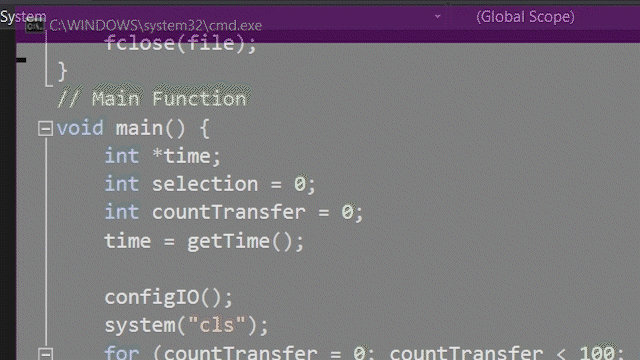 System
(Global Scope)
C:\WINDOWS\system32\cmd.exe
fclose(file);
}
// Main Function
void main() {
int *time;
int selection = 0;
int countTransfer = 0;
time = getTime();
configIO();
system("cls");
for (countTransfer = 0; countTransfer < 100;